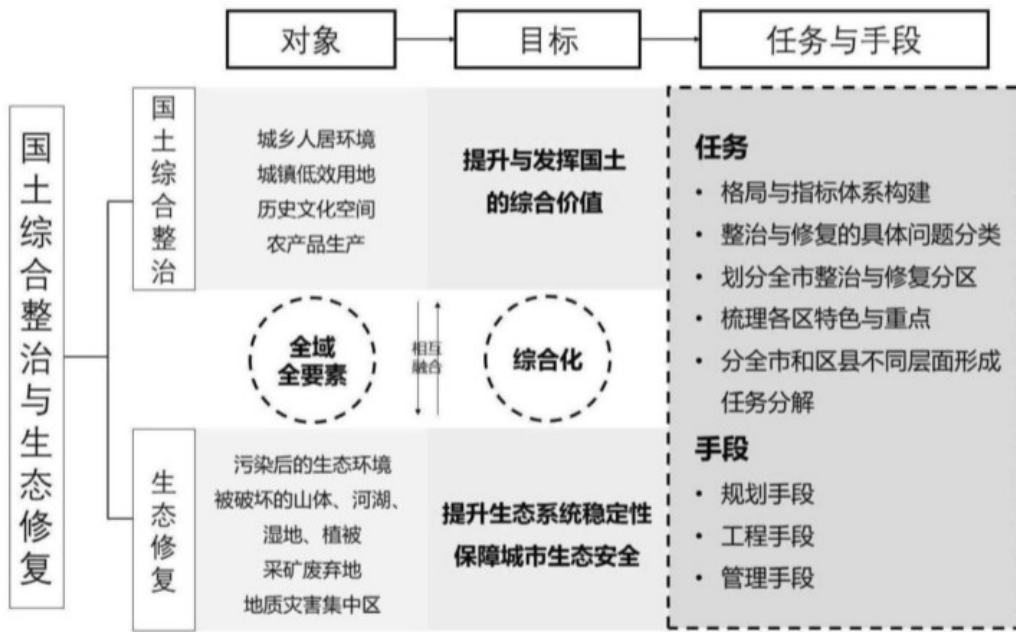 对象
目标
任务与手段
国土综合整治与生态修复
国土综合整治
城乡人居环境
城镇低效用地
历史文化空间
农产品生产
提升与发挥国土
的综合价值
全域
全要素
相互
融合
综合化
生态修复
污染后的生态环境
被破坏的山体、河湖、
湿地、植被
采矿废弃地
地质灾害集中区
提升生态系统稳定性
保障城市生态安全
任务
• 格局与指标体系构建
• 整治与修复的具体问题分类
• 划分全市整治与修复分区
• 梳理各区特色与重点
• 分全市和区县不同层面形成
任务分解
手段
• 规划手段
• 工程手段
• 管理手段